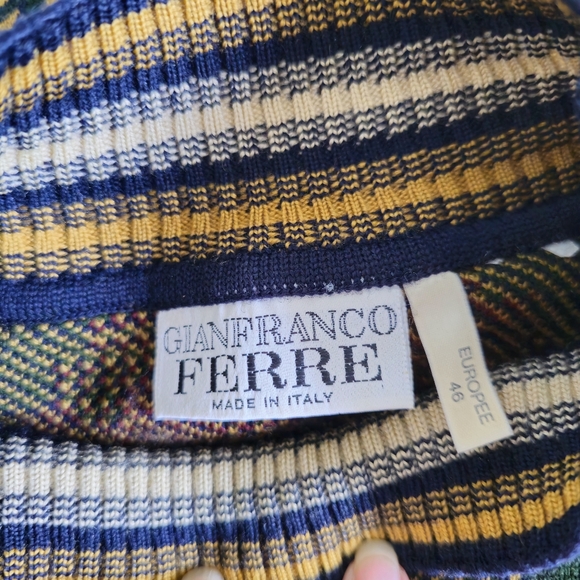 GIANFRANCO
FERRE
MADE IN ITALY
EUROPEE
46